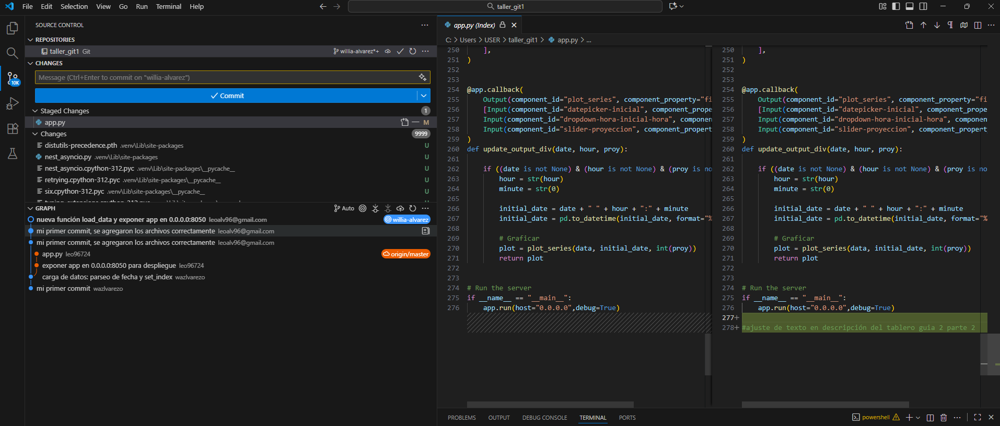 File Edit Selection View Go Run Terminal Help
taller_git1
SOURCE CONTROL
REPOSITORIES
taller_git1 Git
willia-alvarez*+
CHANGES
Message (Ctrl+Enter to commit on "willia-alvarez")
Commit
10K
Staged Changes
1
app.py
M
Changes
9999
distutils-precedence.pth .venv\Lib\site-packages
U
nest_asyncio.py .venv\Lib\site-packages
U
nest_asyncio.cpython-312.pyc .venv\Lib\site-packages\__pycache__
U
retrying.cpython-312.pyc .venv\Lib\site-packages\__pycache__
U
six.cpython-312.pyc .venv\Lib\site-packages\__pycache__
U
GRAPH
Auto
nueva función load_data y exponer app en 0.0.0.0:8050 leoalv96@gmail.com
willia-alvarez
mi primer commit, se agregaron los archivos correctamente leoalv96@gmail.com
mi primer commit, se agregaron los archivos correctamente leoalv96@gmail.com
app.py leo96724
origin/master
exponer app en 0.0.0.0:8050 para despliegue leo96724
carga de datos: parseo de fecha y set_index wazlvarezo
mi primer commit wazlvarezo
app.py (Index)
C: > Users > USER > taller_git1 > app.py > ...
250 ],
251 )
252
253
254 @app.callback(
255 Output(component_id="plot_series", component_property="fi
256 [Input(component_id="datepicker-inicial", component_prope
257 Input(component_id="dropdown-hora-inicial-hora", componen
258 Input(component_id="slider-proyeccion", component_propert
259 )
260 def update_output_div(date, hour, proy):
261
262 if ((date is not None) & (hour is not None) & (proy is no
263 hour = str(hour)
264 minute = str(0)
265
266 initial_date = date + " " + hour + ":" + minute
267 initial_date = pd.to_datetime(initial_date, format="%
268
269 # Graficar
270 plot = plot_series(data, initial_date, int(proy))
271 return plot
272
273
274 # Run the server
275 if __name__ == "__main__":
276 app.run(host="0.0.0.0",debug=True)
250 ],
251 )
252
253
254 @app.callback(
255 Output(component_id="plot_series", component_property="fi
256 [Input(component_id="datepicker-inicial", component_prope
257 Input(component_id="dropdown-hora-inicial-hora", componen
258 Input(component_id="slider-proyeccion", component_propert
259 )
260 def update_output_div(date, hour, proy):
261
262 if ((date is not None) & (hour is not None) & (proy is no
263 hour = str(hour)
264 minute = str(0)
265
266 initial_date = date + " " + hour + ":" + minute
267 initial_date = pd.to_datetime(initial_date, format="%
268
269 # Graficar
270 plot = plot_series(data, initial_date, int(proy))
271 return plot
272
273
274 # Run the server
275 if __name__ == "__main__":
276 app.run(host="0.0.0.0",debug=True)
277+
278+ #ajuste de texto en descripción del tablero guia 2 parte 2
PROBLEMS OUTPUT DEBUG CONSOLE TERMINAL PORTS
powershell